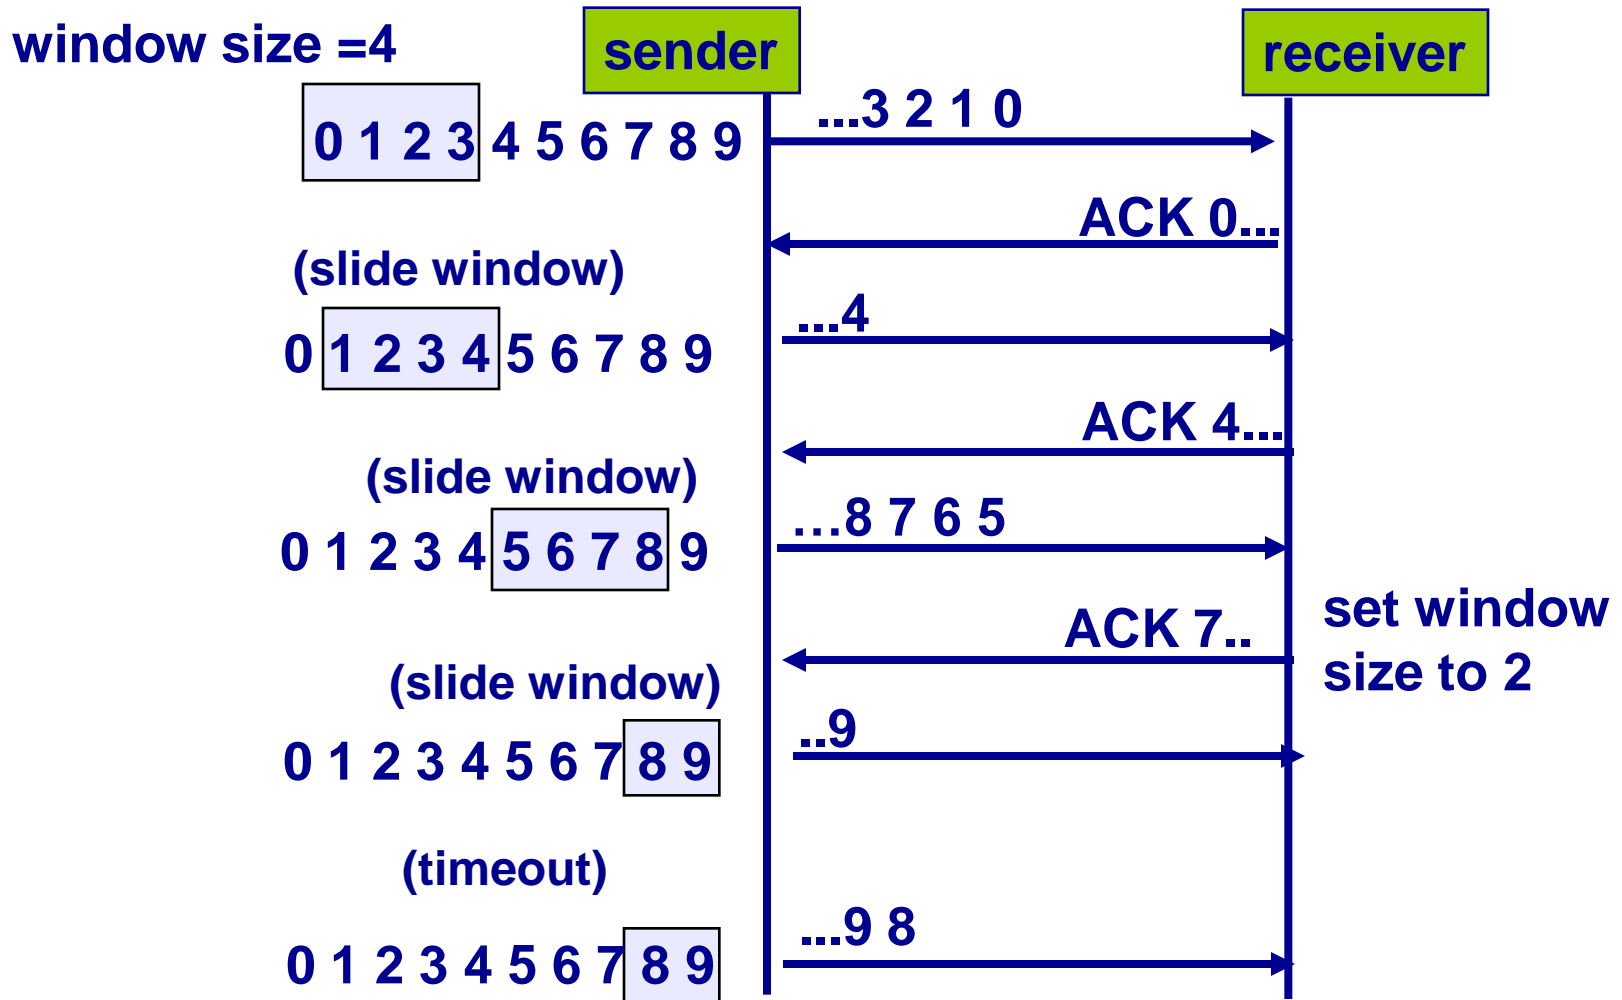 window size =4
sender
receiver
0 1 2 3 4 5 6 7 8 9
...3 2 1 0
ACK 0...
(slide window)
0 1 2 3 4 5 6 7 8 9
...4
ACK 4...
(slide window)
0 1 2 3 4 5 6 7 8 9
...8 7 6 5
ACK 7..
set window
size to 2
(slide window)
0 1 2 3 4 5 6 7 8 9
..9
(timeout)
0 1 2 3 4 5 6 7 8 9
...9 8